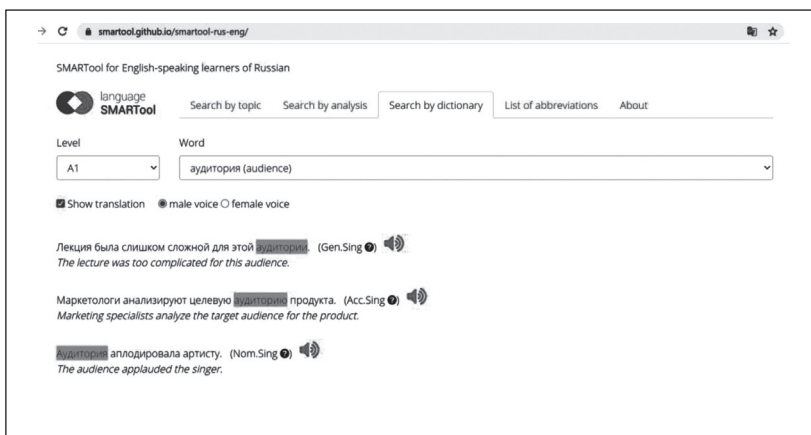 smartool.github.io/smartool-rus-eng/
SMARTool for English-speaking learners of Russian
language
SMARTool
Search by topic Search by analysis Search by dictionary List of abbreviations About
Level Word
A1 аудитория (audience)
Show translation male voice female voice
Лекция была слишком сложной для этой аудитории. (Gen.Sing ?)
The lecture was too complicated for this audience.
Маркетологи анализируют целевую аудиторию продукта. (Acc.Sing ?)
Marketing specialists analyze the target audience for the product.
Аудитория аплодировала артисту. (Nom.Sing ?)
The audience applauded the singer.